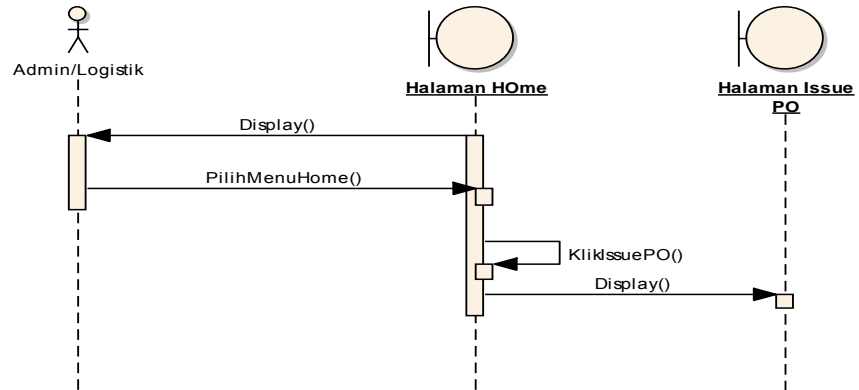 Admin/Logistik
Halaman HOme
Halaman Issue
PO
Display()
PilihMenuHome()
KlikIssuePO()
Display()